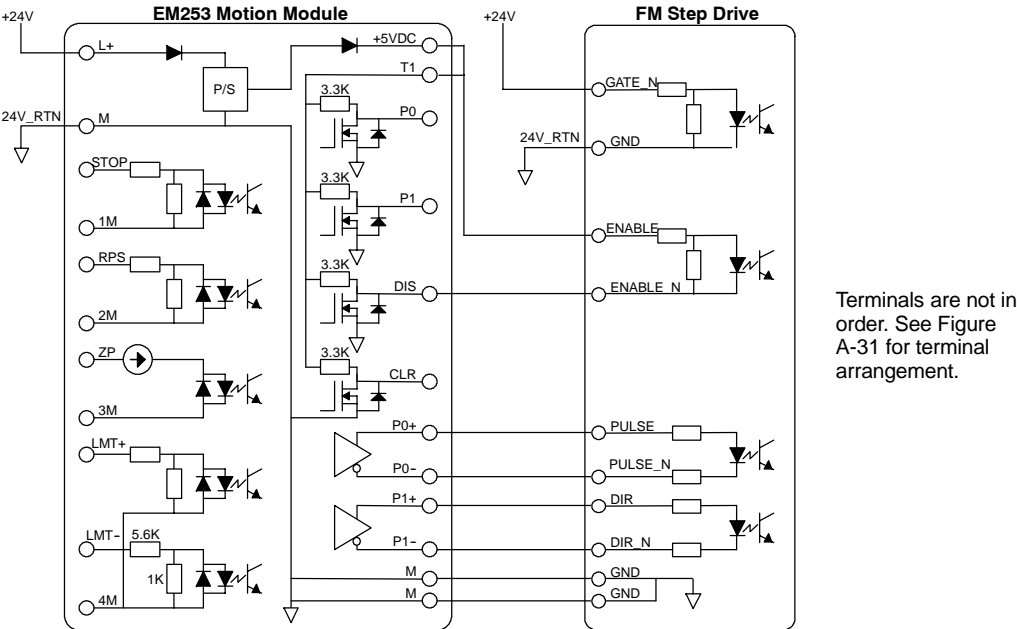 EM253 Motion Module
FM Step Drive
+24V
L+
P/S
+5VDC
T1
3.3K
P0
24V_RTN
M
STOP
1M
3.3K
P1
RPS
2M
3.3K
DIS
ZP
3M
3.3K
CLR
LMT+
P0+
P0-
LMT-
5.6K
1K
4M
P1+
P1-
M
M
+24V
GATE_N
24V_RTN
GND
ENABLE
ENABLE_N
PULSE
PULSE_N
DIR
DIR_N
GND
GND
Terminals are not in
order. See Figure
A-31 for terminal
arrangement.